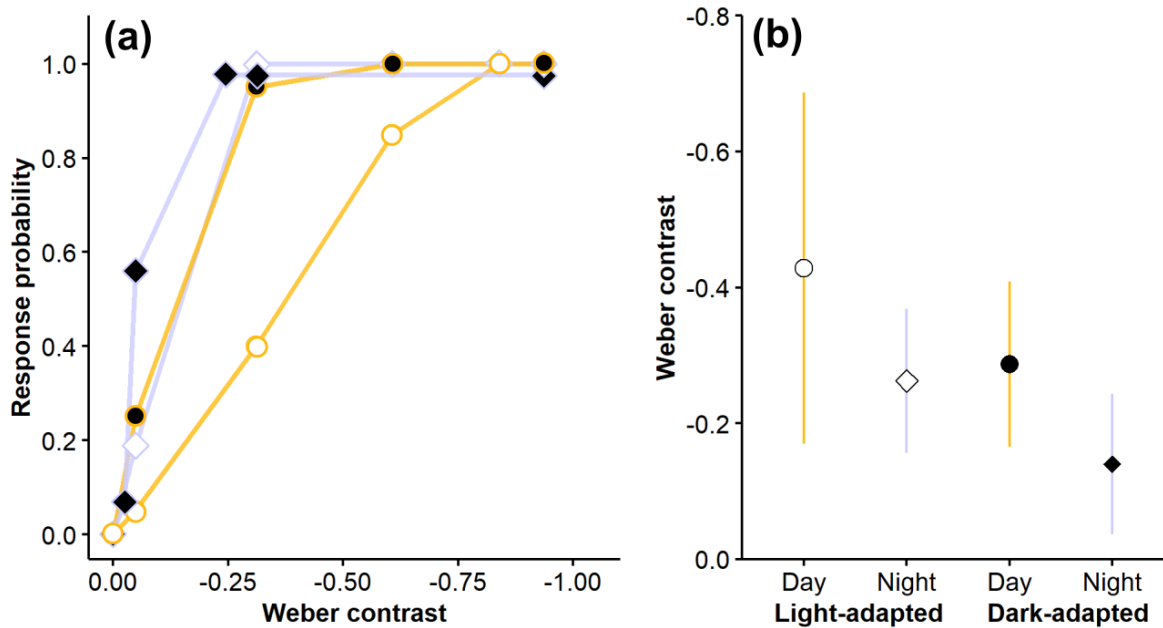 (a)
Response probability
1.0
0.8
0.6
0.4
0.2
0.0
0.00 -0.25 -0.50 -0.75 -1.00
Weber contrast
(b)
Weber contrast
-0.8
-0.6
-0.4
-0.2
0.0
Day Night Day Night
Light-adapted Dark-adapted